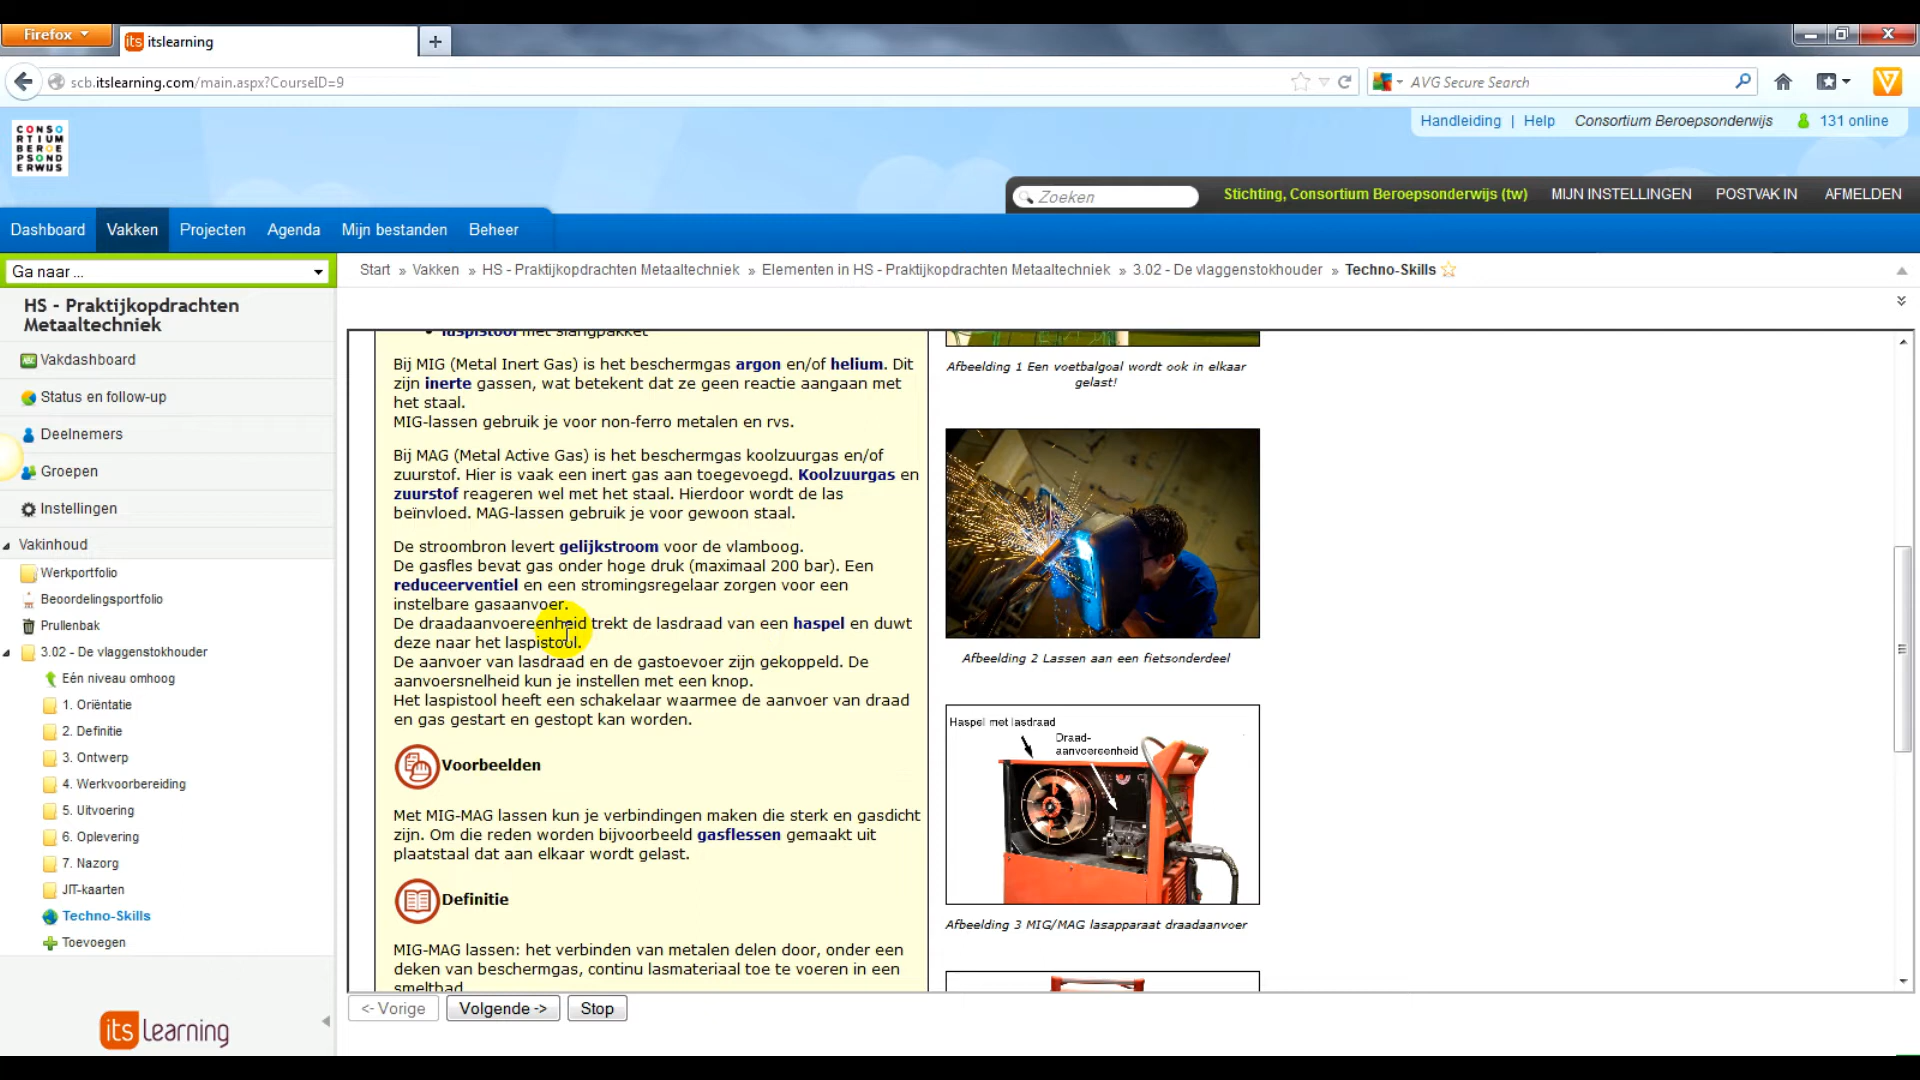 Firefox
its itslearning
scb.itslearning.com/main.aspx?CourseID=9
AVG Secure Search
CONSO
RTIUM
BEROE
PSOND
ERWIJS
Handleiding | Help Consortium Beroepsonderwijs 131 online
Zoeken
Stichting, Consortium Beroepsonderwijs (tw) MIJN INSTELLINGEN POSTVAK IN AFMELDEN
Dashboard Vakken Projecten Agenda Mijn bestanden Beheer
Ga naar ...
Start » Vakken » HS - Praktijkopdrachten Metaaltechniek » Elementen in HS - Praktijkopdrachten Metaaltechniek » 3.02 - De vlaggenstokhouder » Techno-Skills
HS - Praktijkopdrachten
Metaaltechniek
Vakdashboard
Status en follow-up
Deelnemers
Groepen
Instellingen
Vakinhoud
Werkportfolio
Beoordelingsportfolio
Prullenbak
3.02 - De vlaggenstokhouder
Eén niveau omhoog
1. Oriëntatie
2. Definitie
3. Ontwerp
4. Werkvoorbereiding
5. Uitvoering
6. Oplevering
7. Nazorg
JIT-kaarten
Techno-Skills
Toevoegen
its learning
laspistool met slangpakket
Bij MIG (Metal Inert Gas) is het beschermgas argon en/of helium. Dit
zijn inerte gassen, wat betekent dat ze geen reactie aangaan met
het staal.
MIG-lassen gebruik je voor non-ferro metalen en rvs.
Bij MAG (Metal Active Gas) is het beschermgas koolzuurgas en/of
zuurstof. Hier is vaak een inert gas aan toegevoegd. Koolzuurgas en
zuurstof reageren wel met het staal. Hierdoor wordt de las
beïnvloed. MAG-lassen gebruik je voor gewoon staal.
De stroombron levert gelijkstroom voor de vlamboog.
De gasfles bevat gas onder hoge druk (maximaal 200 bar). Een
reduceerventiel en een stromingsregelaar zorgen voor een
instelbare gasaanvoer.
De draadaanvoereenheid trekt de lasdraad van een haspel en duwt
deze naar het laspistool.
De aanvoer van lasdraad en de gastoevoer zijn gekoppeld. De
aanvoersnelheid kun je instellen met een knop.
Het laspistool heeft een schakelaar waarmee de aanvoer van draad
en gas gestart en gestopt kan worden.
Voorbeelden
Met MIG-MAG lassen kun je verbindingen maken die sterk en gasdicht
zijn. Om die reden worden bijvoorbeeld gasflessen gemaakt uit
plaatstaal dat aan elkaar wordt gelast.
Definitie
MIG-MAG lassen: het verbinden van metalen delen door, onder een
deken van beschermgas, continu lasmateriaal toe te voeren in een
smeltbad
Afbeelding 1 Een voetbalgoal wordt ook in elkaar
gelast!
Afbeelding 2 Lassen aan een fietsonderdeel
Haspel met lasdraad
Draad-
aanvoereenheid
Afbeelding 3 MIG/MAG lasapparaat draadaanvoer
<- Vorige Volgende -> Stop